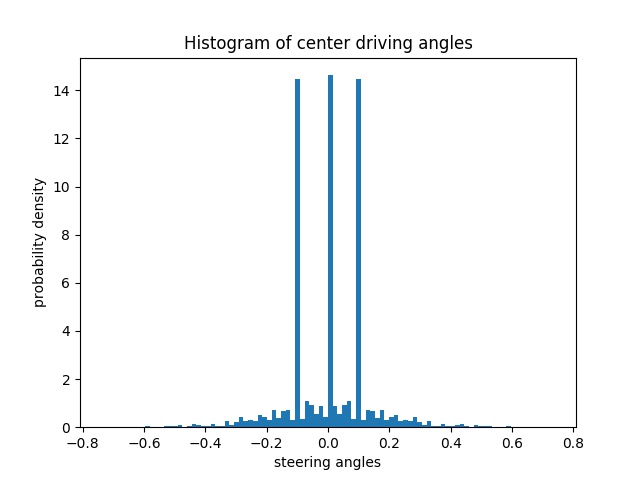 Histogram of center driving angles
14
12
10
8
6
4
2
0
probability density
−0.8 −0.6 −0.4 −0.2 0.0 0.2 0.4 0.6 0.8
steering angles